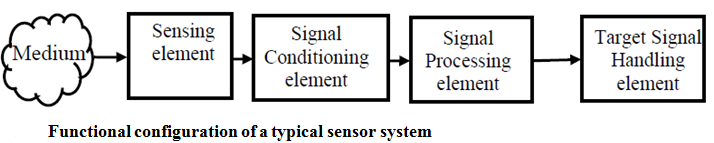 Medium
Sensing
element
Signal
Conditioning
element
Signal
Processing
element
Target Signal
Handling
element
Functional configuration of a typical sensor system